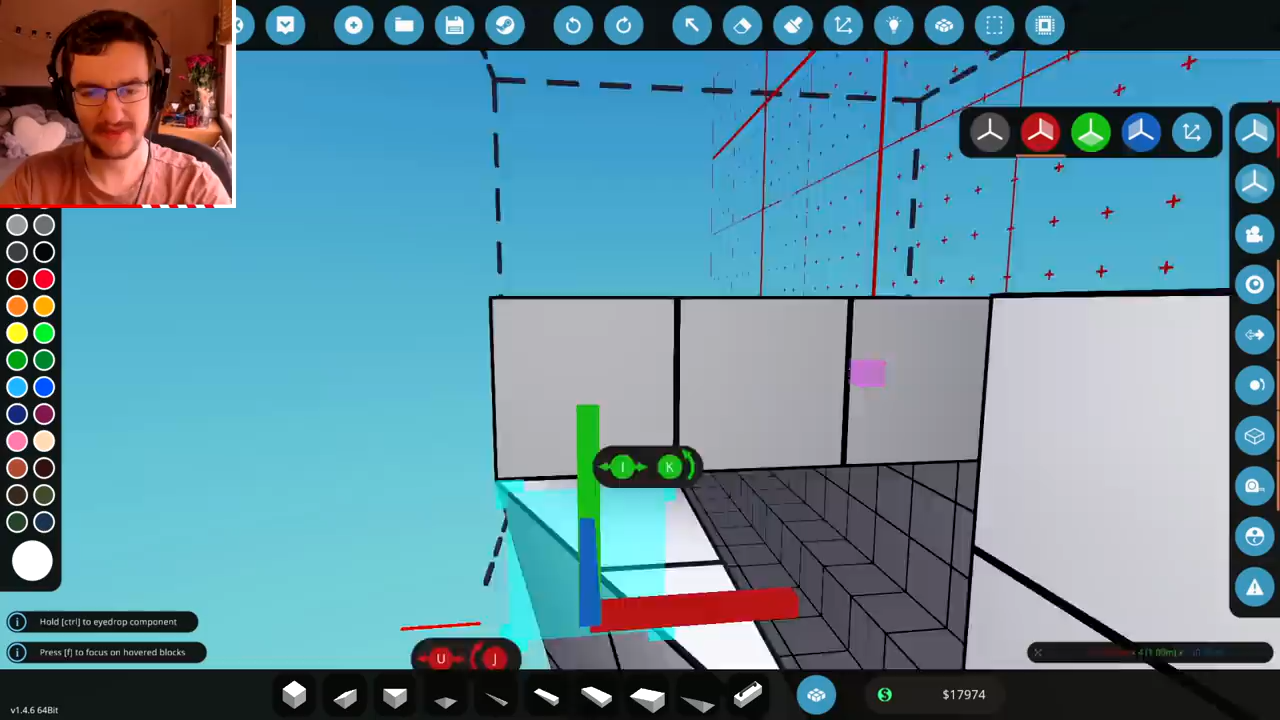 I
K
U
J
Hold [ctrl] to eyedrop component
Press [f] to focus on hovered blocks
$17974
v1.4.6 64Bit